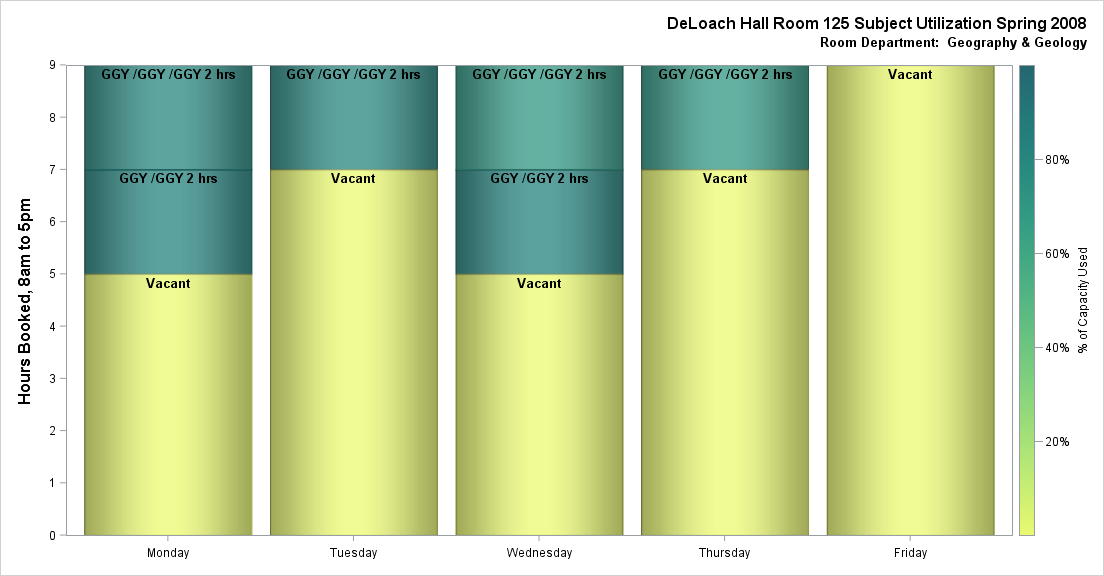 DeLoach Hall Room 125 Subject Utilization Spring 2008
Room Department:  Geography & Geology
Hours Booked, 8am to 5pm
9
8
7
6
5
4
3
2
1
0
GGY /GGY /GGY 2 hrs
GGY /GGY 2 hrs
Vacant
GGY /GGY /GGY 2 hrs
Vacant
GGY /GGY /GGY 2 hrs
GGY /GGY 2 hrs
Vacant
GGY /GGY /GGY 2 hrs
Vacant
Vacant
Monday
Tuesday
Wednesday
Thursday
Friday
80%
60%
40%
20%
% of Capacity Used